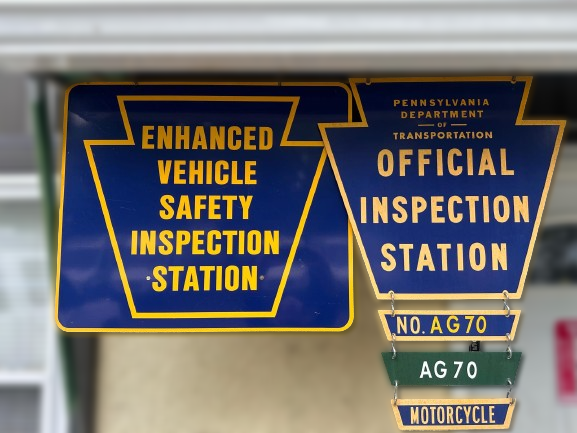 ENHANCED
VEHICLE
SAFETY
INSPECTION
STATION
PENNSYLVANIA
DEPARTMENT
OF
TRANSPORTATION
OFFICIAL
INSPECTION
STATION
NO. AG70
AG70
MOTORCYCLE